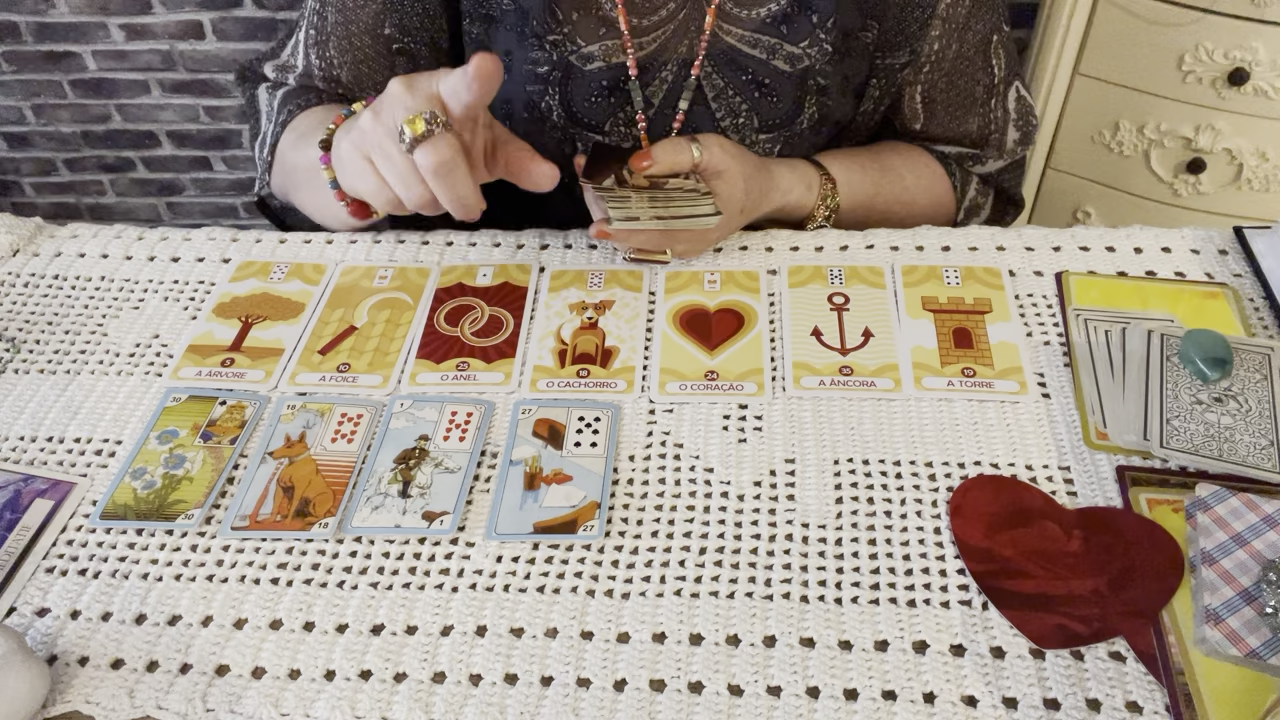 5
A ÁRVORE
10
A FOICE
25
O ANEL
18
O CACHORRO
24
O CORAÇÃO
35
A ÂNCORA
19
A TORRE
30
30
18
18
1
1
27
27